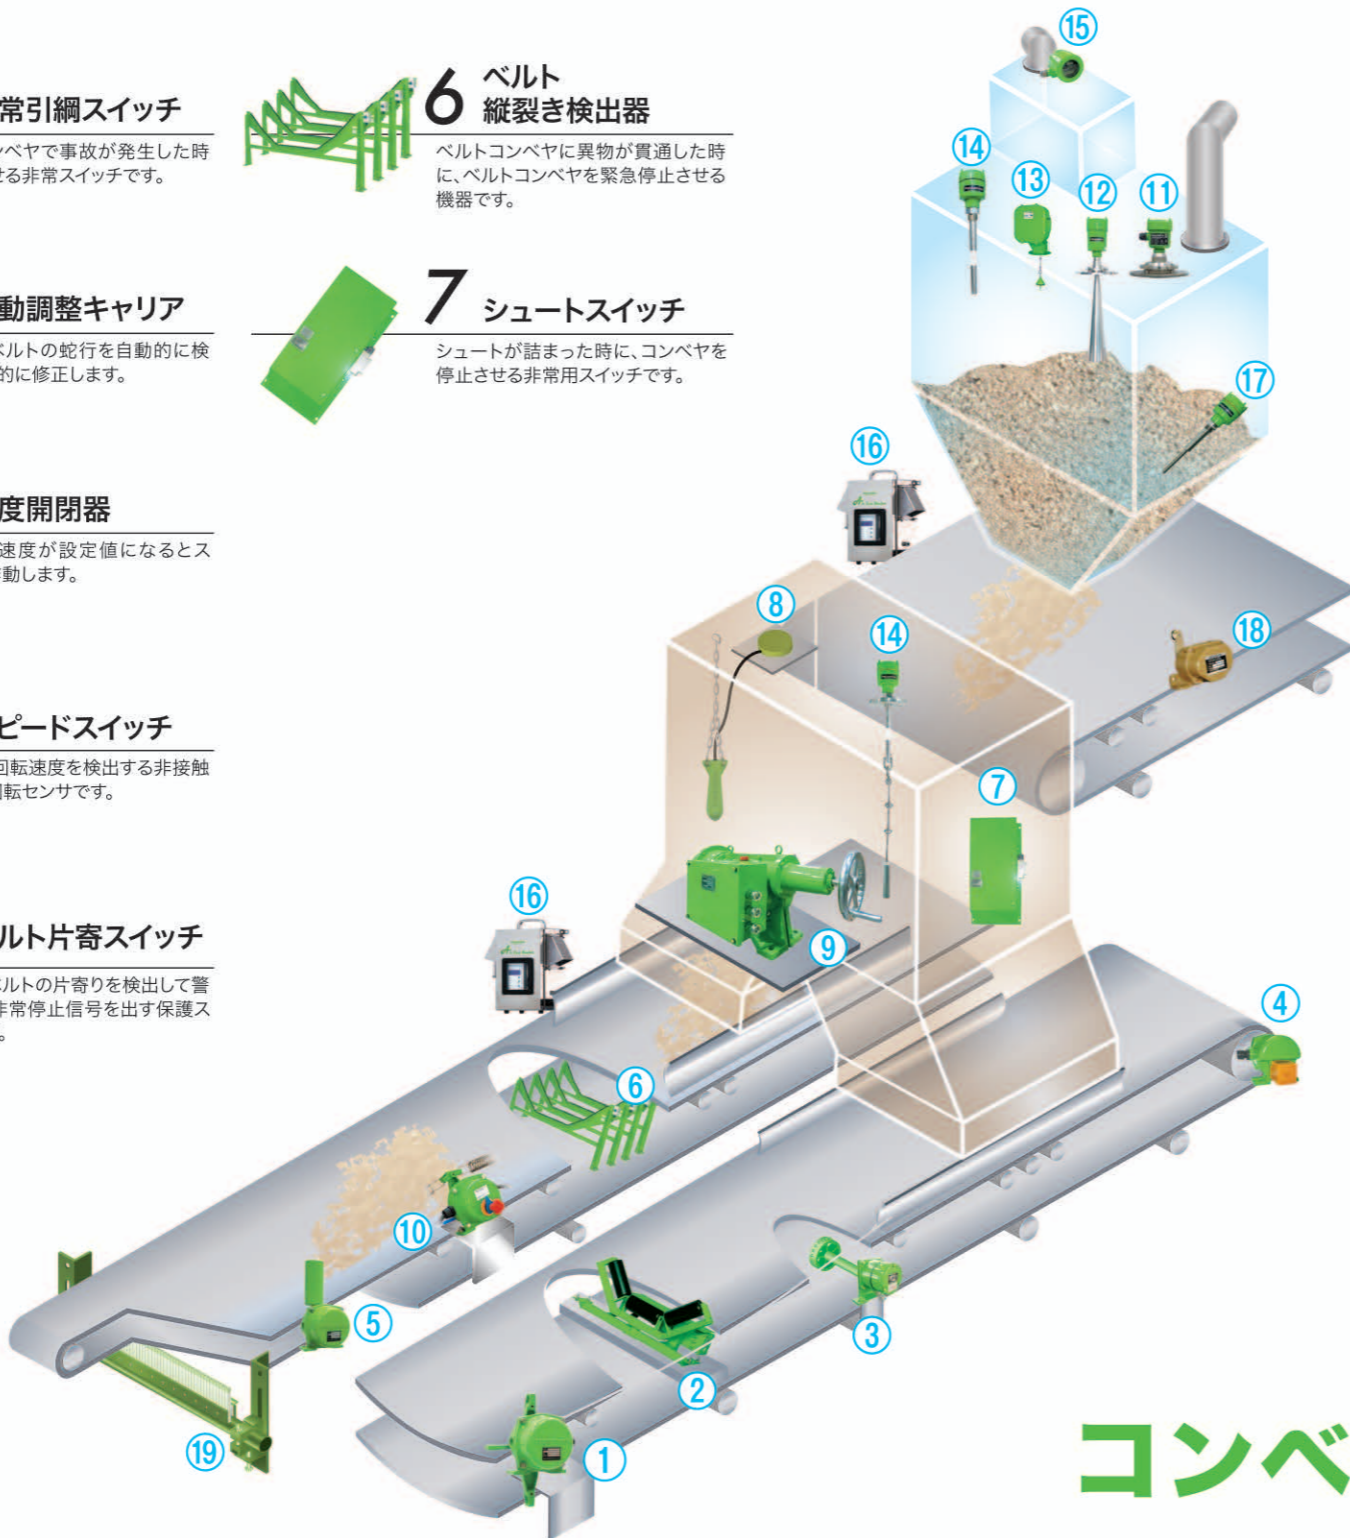 常引綱スイッチ
ンベヤで事故が発生した時
せる非常スイッチです。
動調整キャリア
ベルトの蛇行を自動的に検
的に修正します。
度開閉器
速度が設定値になるとス
動します。
ピードスイッチ
回転速度を検出する非接触
転センサです。
ルト片寄スイッチ
ベルトの片寄りを検出して警
非常停止信号を出す保護ス
。
6 ベルト
縦裂き検出器
ベルトコンベヤに異物が貫通した時
に、ベルトコンベヤを緊急停止させる
機器です。
7 シュートスイッチ
シュートが詰まった時に、コンベヤを
停止させる非常用スイッチです。
⑮
⑭
⑬
⑫
⑪
⑰
⑯
⑧
⑭
⑱
⑦
⑯
⑨
④
⑥
⑩
⑤
③
②
⑲
①
コンベ